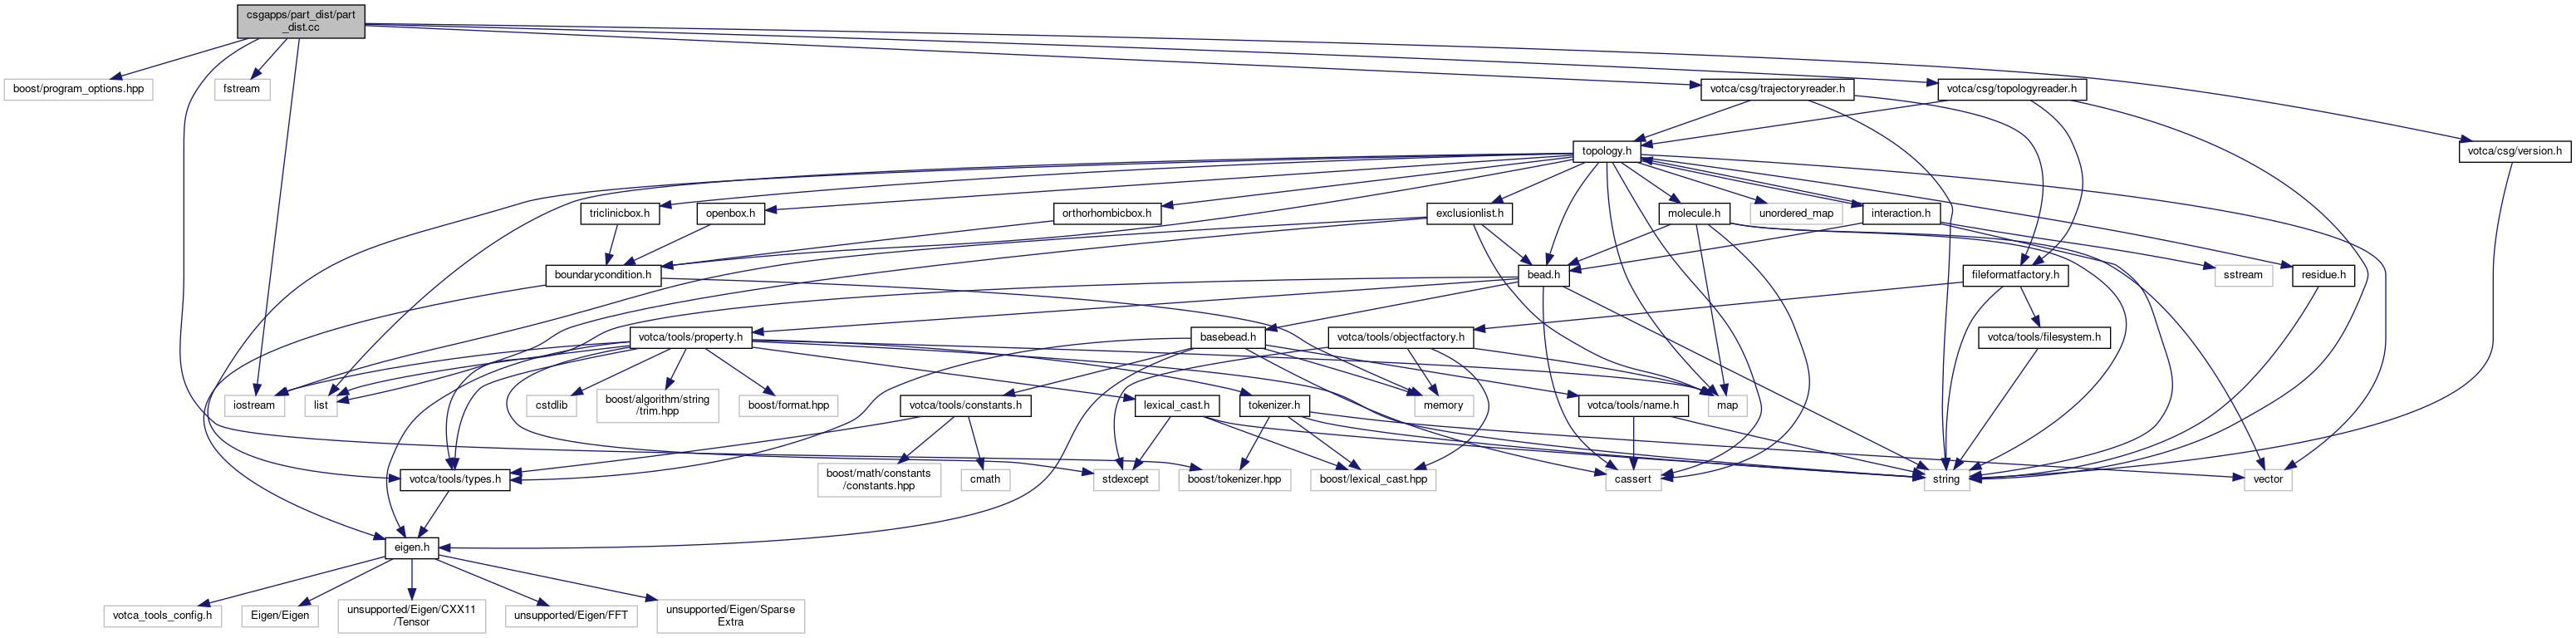 csgapps/part_dist/part
_dist.cc
boost/program_options.hpp
fstream
votca/csg/trajectoryreader.h
votca/csg/topologyreader.h
topology.h
votca/csg/version.h
triclinicbox.h
openbox.h
orthorhombicbox.h
exclusionlist.h
molecule.h
unordered_map
interaction.h
boundarycondition.h
bead.h
fileformatfactory.h
sstream
residue.h
votca/tools/property.h
basebead.h
votca/tools/objectfactory.h
votca/tools/filesystem.h
iostream
list
cstdlib
boost/algorithm/string
/trim.hpp
boost/format.hpp
votca/tools/constants.h
lexical_cast.h
tokenizer.h
memory
votca/tools/name.h
map
votca/tools/types.h
boost/math/constants
/constants.hpp
cmath
stdexcept
boost/tokenizer.hpp
boost/lexical_cast.hpp
cassert
string
vector
eigen.h
votca_tools_config.h
Eigen/Eigen
unsupported/Eigen/CXX11
/Tensor
unsupported/Eigen/FFT
unsupported/Eigen/Sparse
Extra